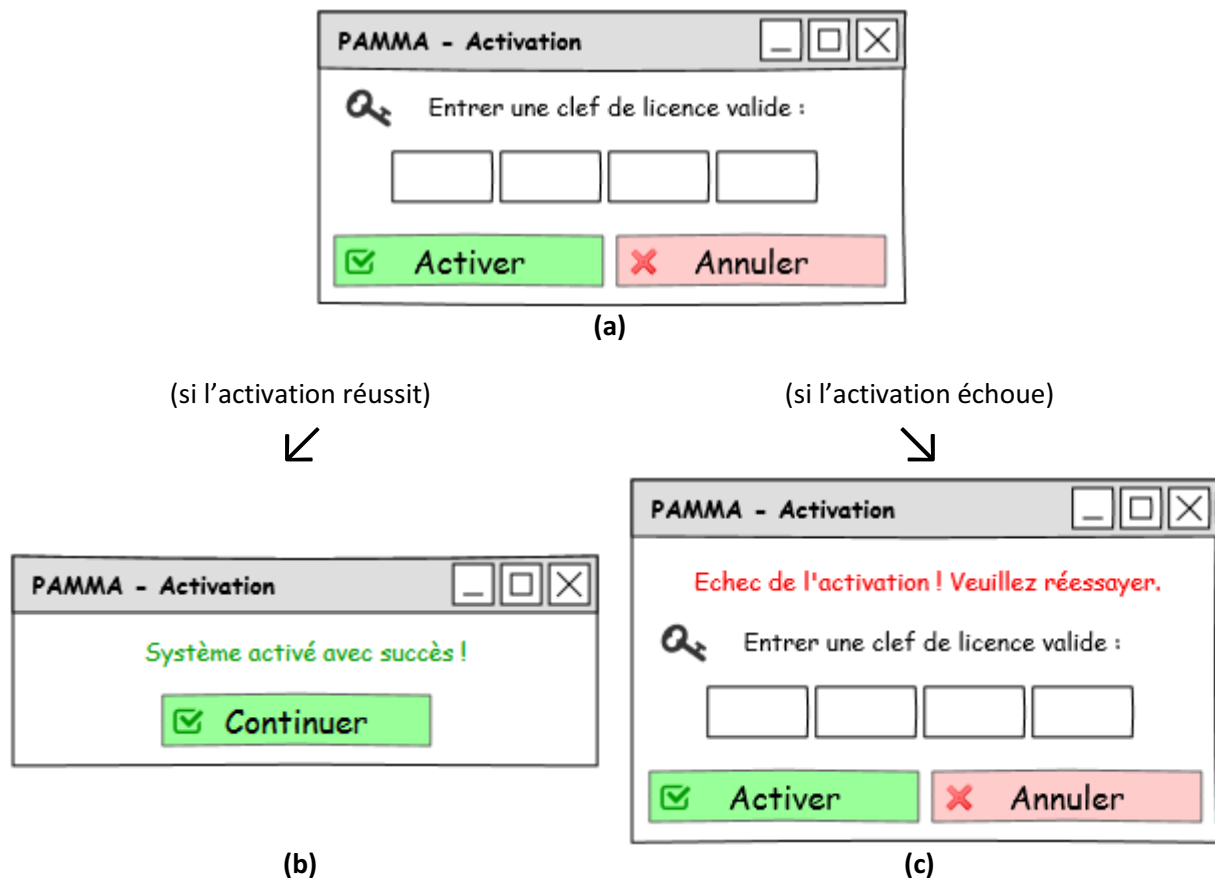 PAMMA - Activation
Entrer une clef de licence valide :
Activer
Annuler
(a)
(si l'activation réussit)
(si l'activation échoue)
PAMMA - Activation
Système activé avec succès !
Continuer
(b)
PAMMA - Activation
Echec de l'activation ! Veuillez réessayer.
Entrer une clef de licence valide :
Activer
Annuler
(c)